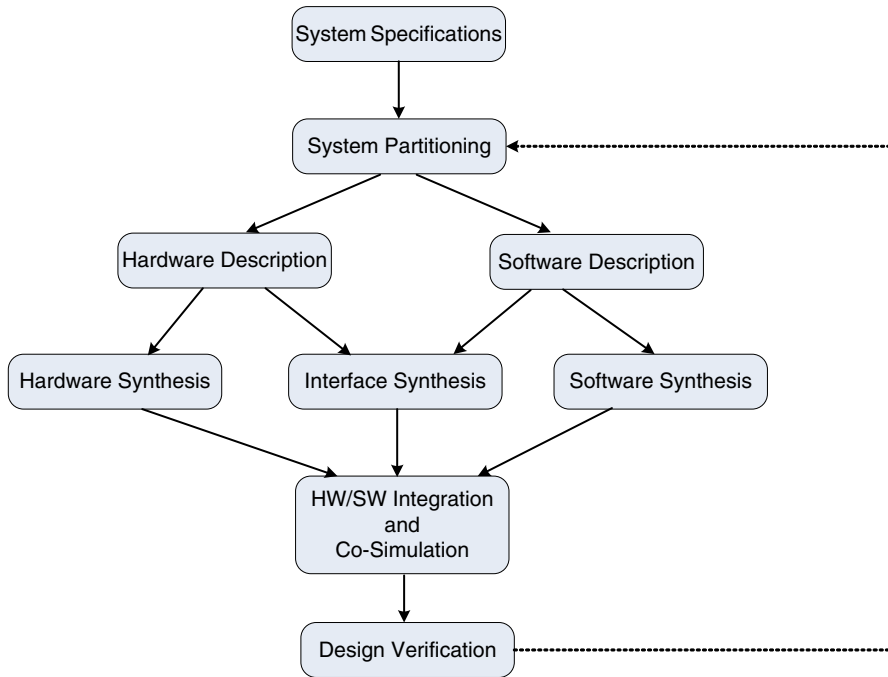 System Specifications
System Partitioning
Hardware Description
Software Description
Hardware Synthesis
Interface Synthesis
Software Synthesis
HW/SW Integration
and
Co-Simulation
Design Verification